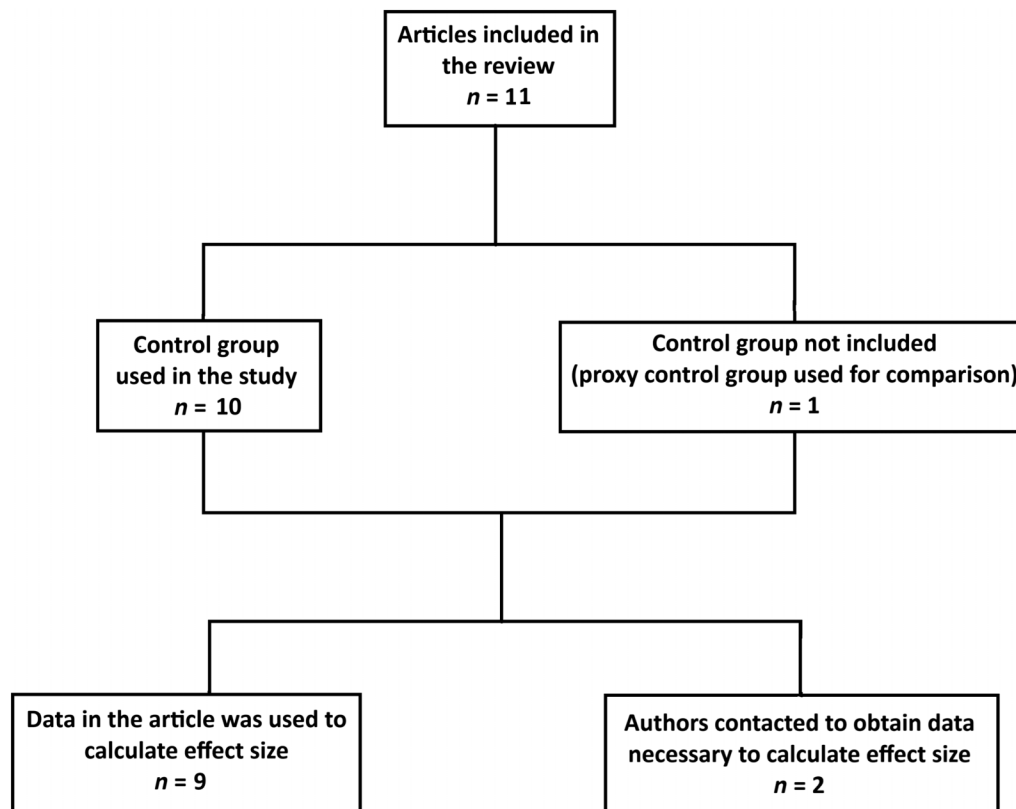 Articles included in
the review
n = 11
Control group
used in the study
n = 10
Control group not included
(proxy control group used for comparison)
n = 1
Data in the article was used to
calculate effect size
n = 9
Authors contacted to obtain data
necessary to calculate effect size
n = 2